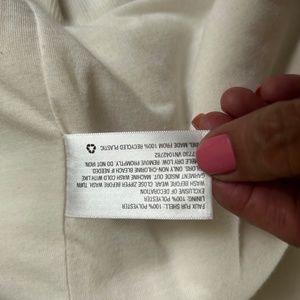 FAUX FUR SHELL: 100% POLYESTER
LINING: 100% POLYESTER
EXCLUSIVE OF DECORATION
WASH BEFORE WEAR. CLOSE ZIPPER BEFORE WASH. TURN
GARMENT INSIDE OUT. MACHINE WASH COLD WITH LIKE
COLORS. ONLY NON-CHLORINE BLEACH IF NEEDED.
TUMBLE DRY LOW. REMOVE PROMPTLY. DO NOT IRON.
MADE FROM 100% RECYCLED PLASTIC